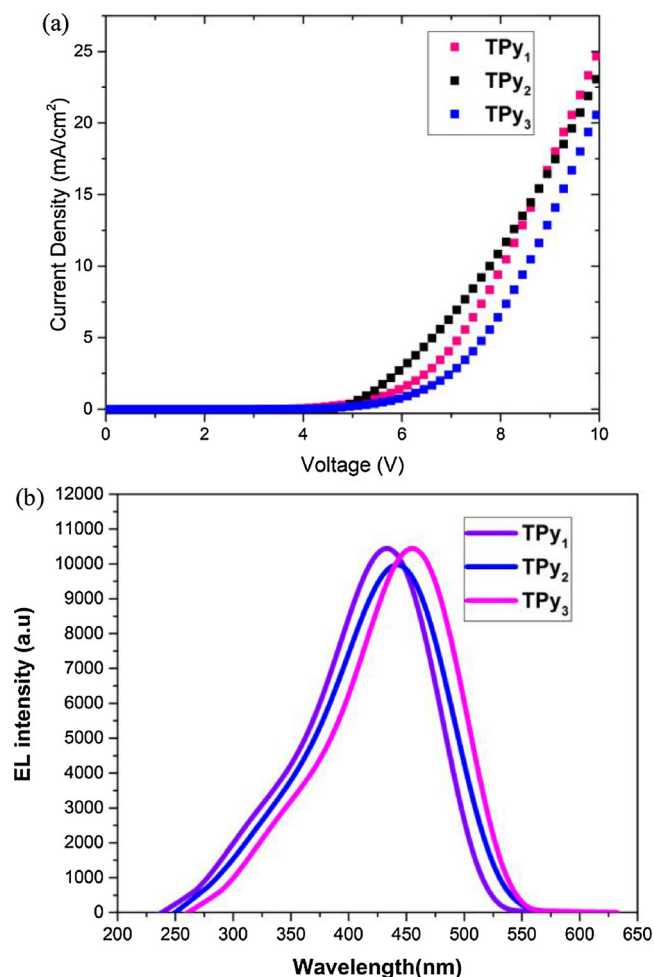 (a)
25
20
15
10
5
0
Current Density (mA/cm²)
TPy₁
TPy₂
TPy₃
0 2 4 6 8 10
Voltage (V)
(b)
12000
11000
10000
9000
8000
7000
6000
5000
4000
3000
2000
1000
0
EL intensity (a.u)
TPy₁
TPy₂
TPy₃
200 250 300 350 400 450 500 550 600 650
Wavelength(nm)